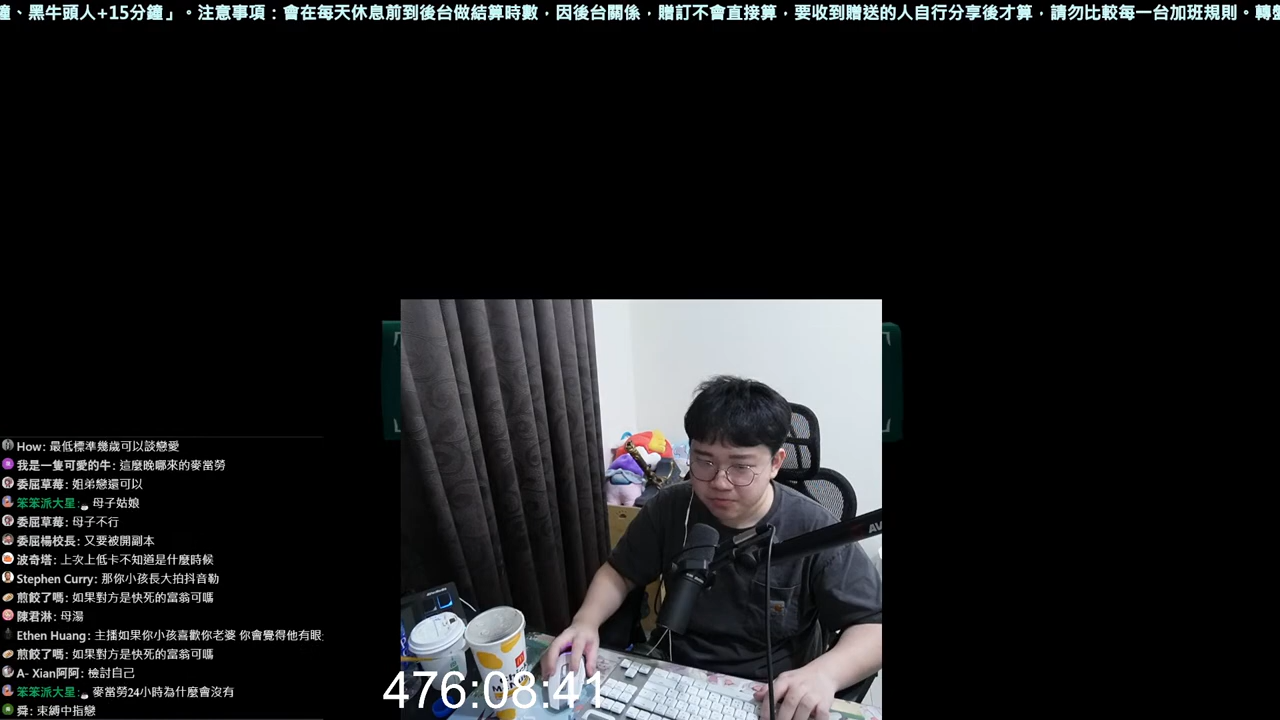 、黑牛頭人+15分鐘」。注意事項：會在每天休息前到後台做結算時數，因後台關係，贈訂不會直接算，要收到贈送的人自行分享後才算，請勿比較每一台加班規則。轉
How: 最低標準幾歲可以談戀愛
我是一隻可愛的牛: 這麼晚哪來的麥當勞
委屈草莓: 姐弟戀還可以
笨笨派大星: 母子姑娘
委屈草莓: 母子不行
委屈楊校長: 又要被開副本
波奇塔: 上次上低卡不知道是什麼時候
Stephen Curry: 那你小孩長大拍抖音勒
煎餃了嗎: 如果對方是快死的富翁可嗎
陳君淋: 母湯
Ethen Huang: 主播如果你小孩喜歡你老婆 你會覺得他有眼
煎餃了嗎: 如果對方是快死的富翁可嗎
A- Xian阿阿: 檢討自己
笨笨派大星: 麥當勞24小時為什麼會沒有
舜: 束縛中指戀
476:08:41